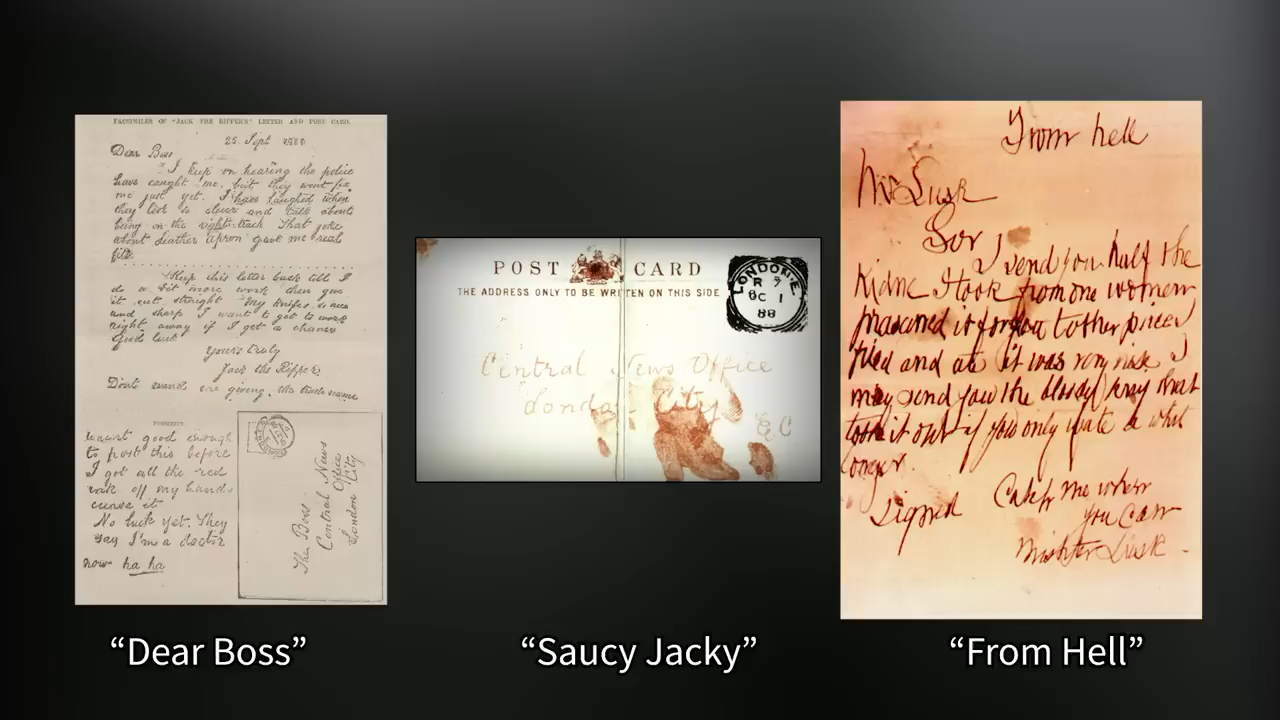 FACSIMILES OF "JACK THE RIPPER'S" LETTER AND POST CARD.
25. Sept 1888
Dear Boss
I keep on hearing the police
have caught me. but they wont fix
me just yet. I have laughed when
they look so clever and talk about
being on the right track. That joke
about Leather Apron gave me real
fits.
Keep this letter back till I
do a bit more work. then give
it out straight My knife's so nice
and sharp I want to get to work
right away if I get a chance
Good luck.
Yours truly
Jack the Ripper
Dont mind me giving the trade name
wasnt good enough
to post this before
I got all the red
ink off my hands
curse it
No luck yet. They
say I'm a doctor
now ha ha
The Boss
Central News
Office
London City
POST CARD
THE ADDRESS ONLY TO BE WRITTEN ON THIS SIDE
LONDON.E
OC 1
88
Central News Office
London City
E.C
From hell
Mr Lusk
Sor
I send you half the
Kidne I took from one women
prasarved it for you tother piece I
fried and ate it was very nise I
may send you the bloody knif that
took it out if you only wate a whil
longer.
Signed
Catch me when
you Can
Mishter Lusk.
“Dear Boss”
“Saucy Jacky”
“From Hell”